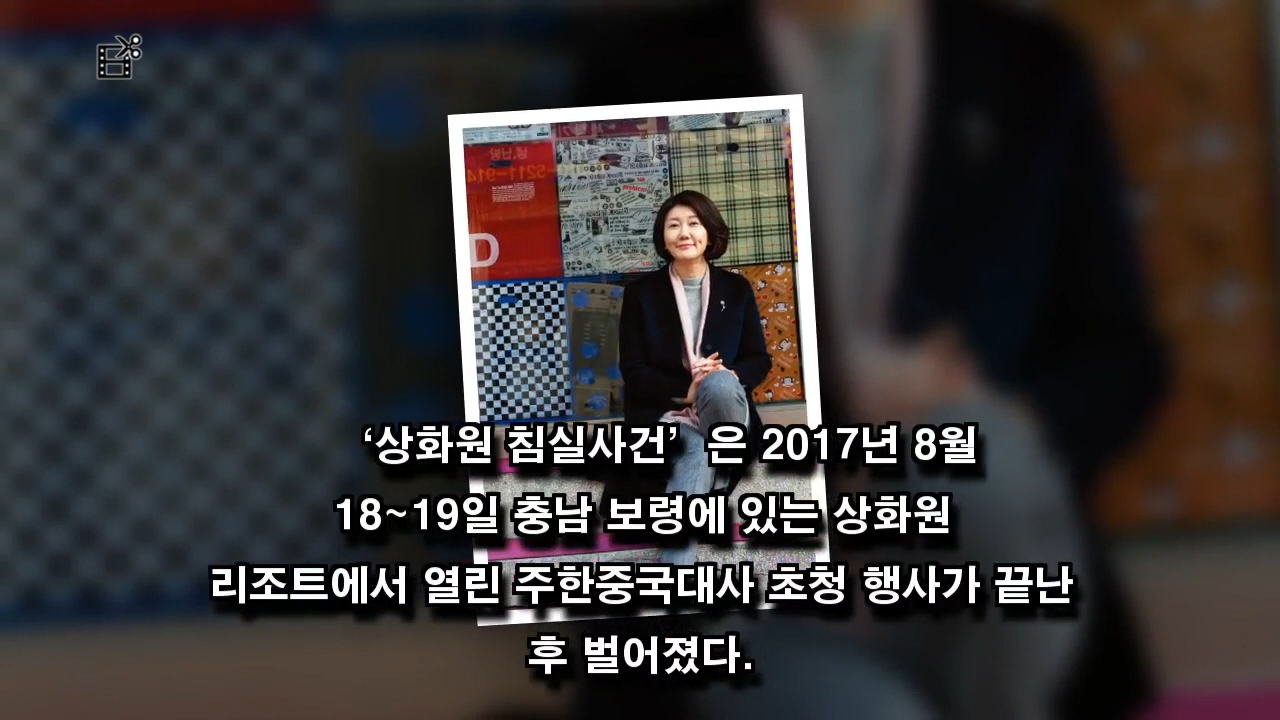 ‘상화원 침실사건’은 2017년 8월
18~19일 충남 보령에 있는 상화원
리조트에서 열린 주한중국대사 초청 행사가 끝난
후 벌어졌다.
D